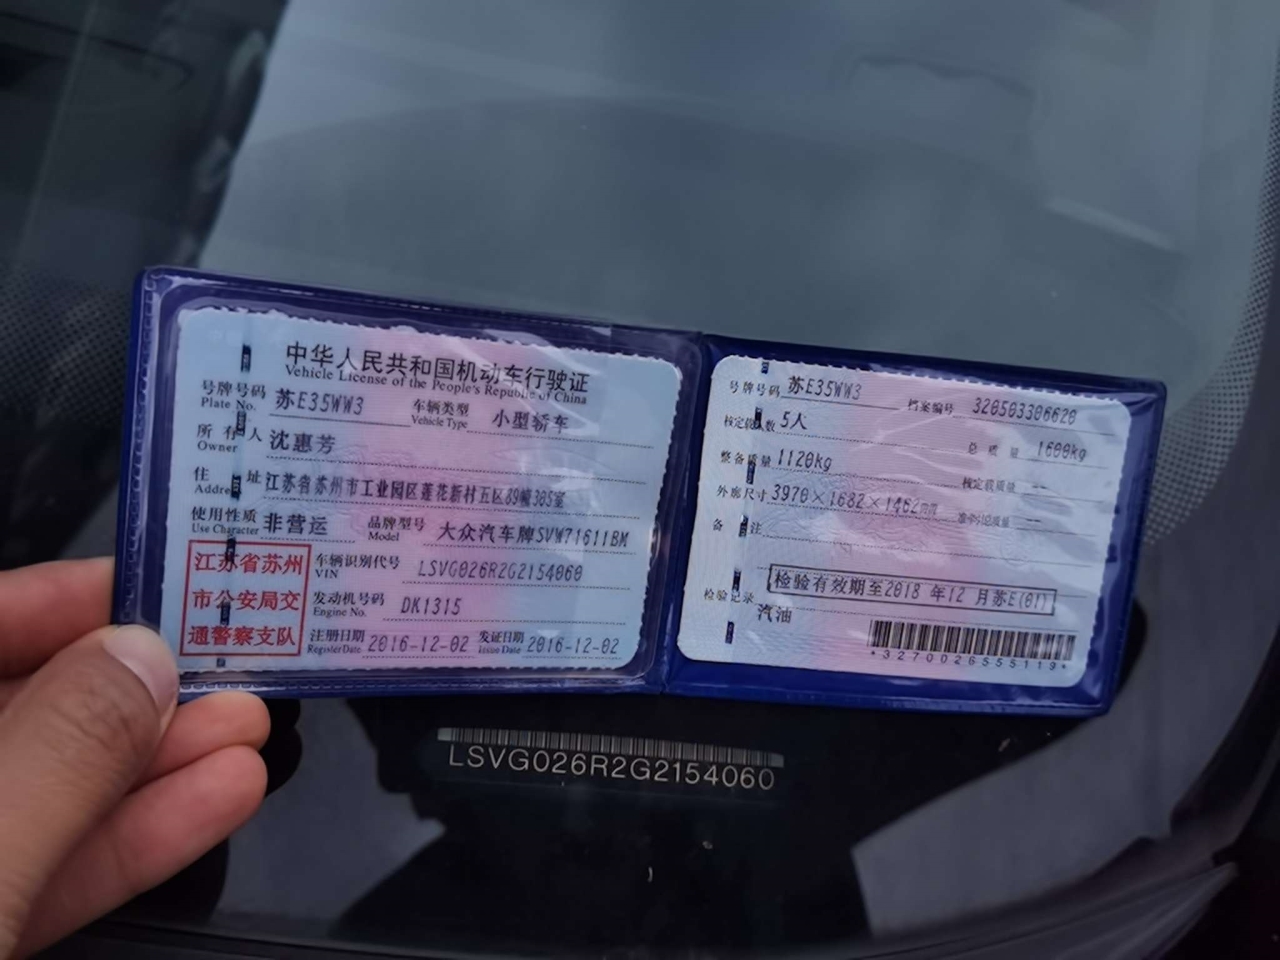 中华人民共和国机动车行驶证
Vehicle License of the People's Republic of China
号牌号码 苏E35WW3 车辆类型 小型轿车
Plate No. Vehicle Type
所有人 沈惠芳
Owner
住址 江苏省苏州市工业园区莲花新村五区89幢305室
Address
使用性质 非营运 品牌型号 大众汽车牌SVW71611BM
Use Character Model
江苏省苏州
市公安局交
通警察支队
车辆识别代号 LSVG026R2G2154060
VIN
发动机号码 DK1315
Engine No.
注册日期 2016-12-02 发证日期 2016-12-02
Register Date Issue Date
号牌号码 苏E35WW3 档案编号 320503306620
核定载人数 5人 总质量 1600kg
整备质量 1120kg 核定载质量 --
外廓尺寸 3970×1682×1462mm 准牵引总质量 --
备注
检验有效期至2018 年12 月苏E(01)
检验记录
汽油
*3270026555119*
LSVG026R2G2154060